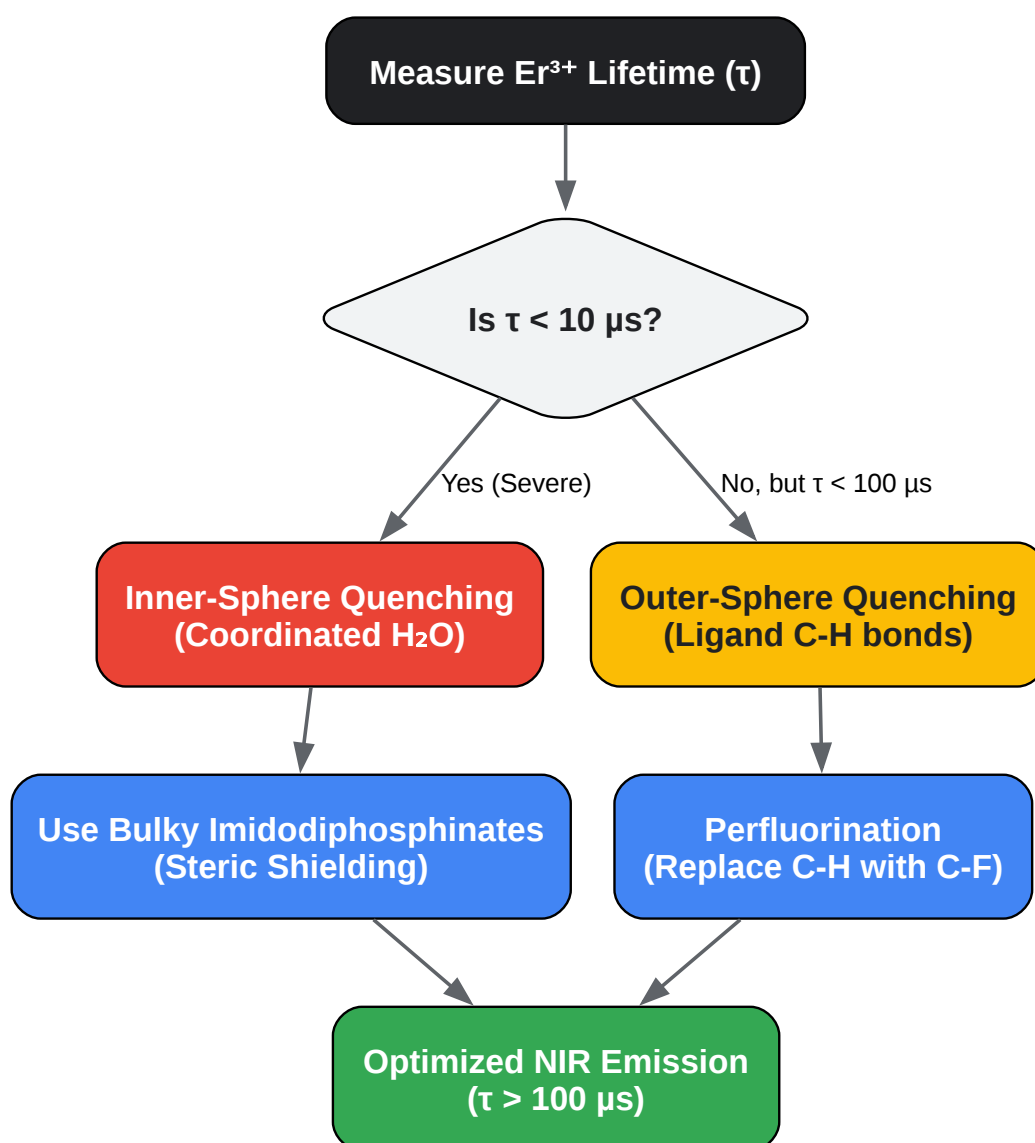 Measure Er³⁺ Lifetime (τ)
Is τ < 10 µs?
Yes (Severe)
No, but τ < 100 µs
Inner-Sphere Quenching
(Coordinated H₂O)
Outer-Sphere Quenching
(Ligand C-H bonds)
Use Bulky Imidodiphosphinates
(Steric Shielding)
Perfluorination
(Replace C-H with C-F)
Optimized NIR Emission
(τ > 100 µs)